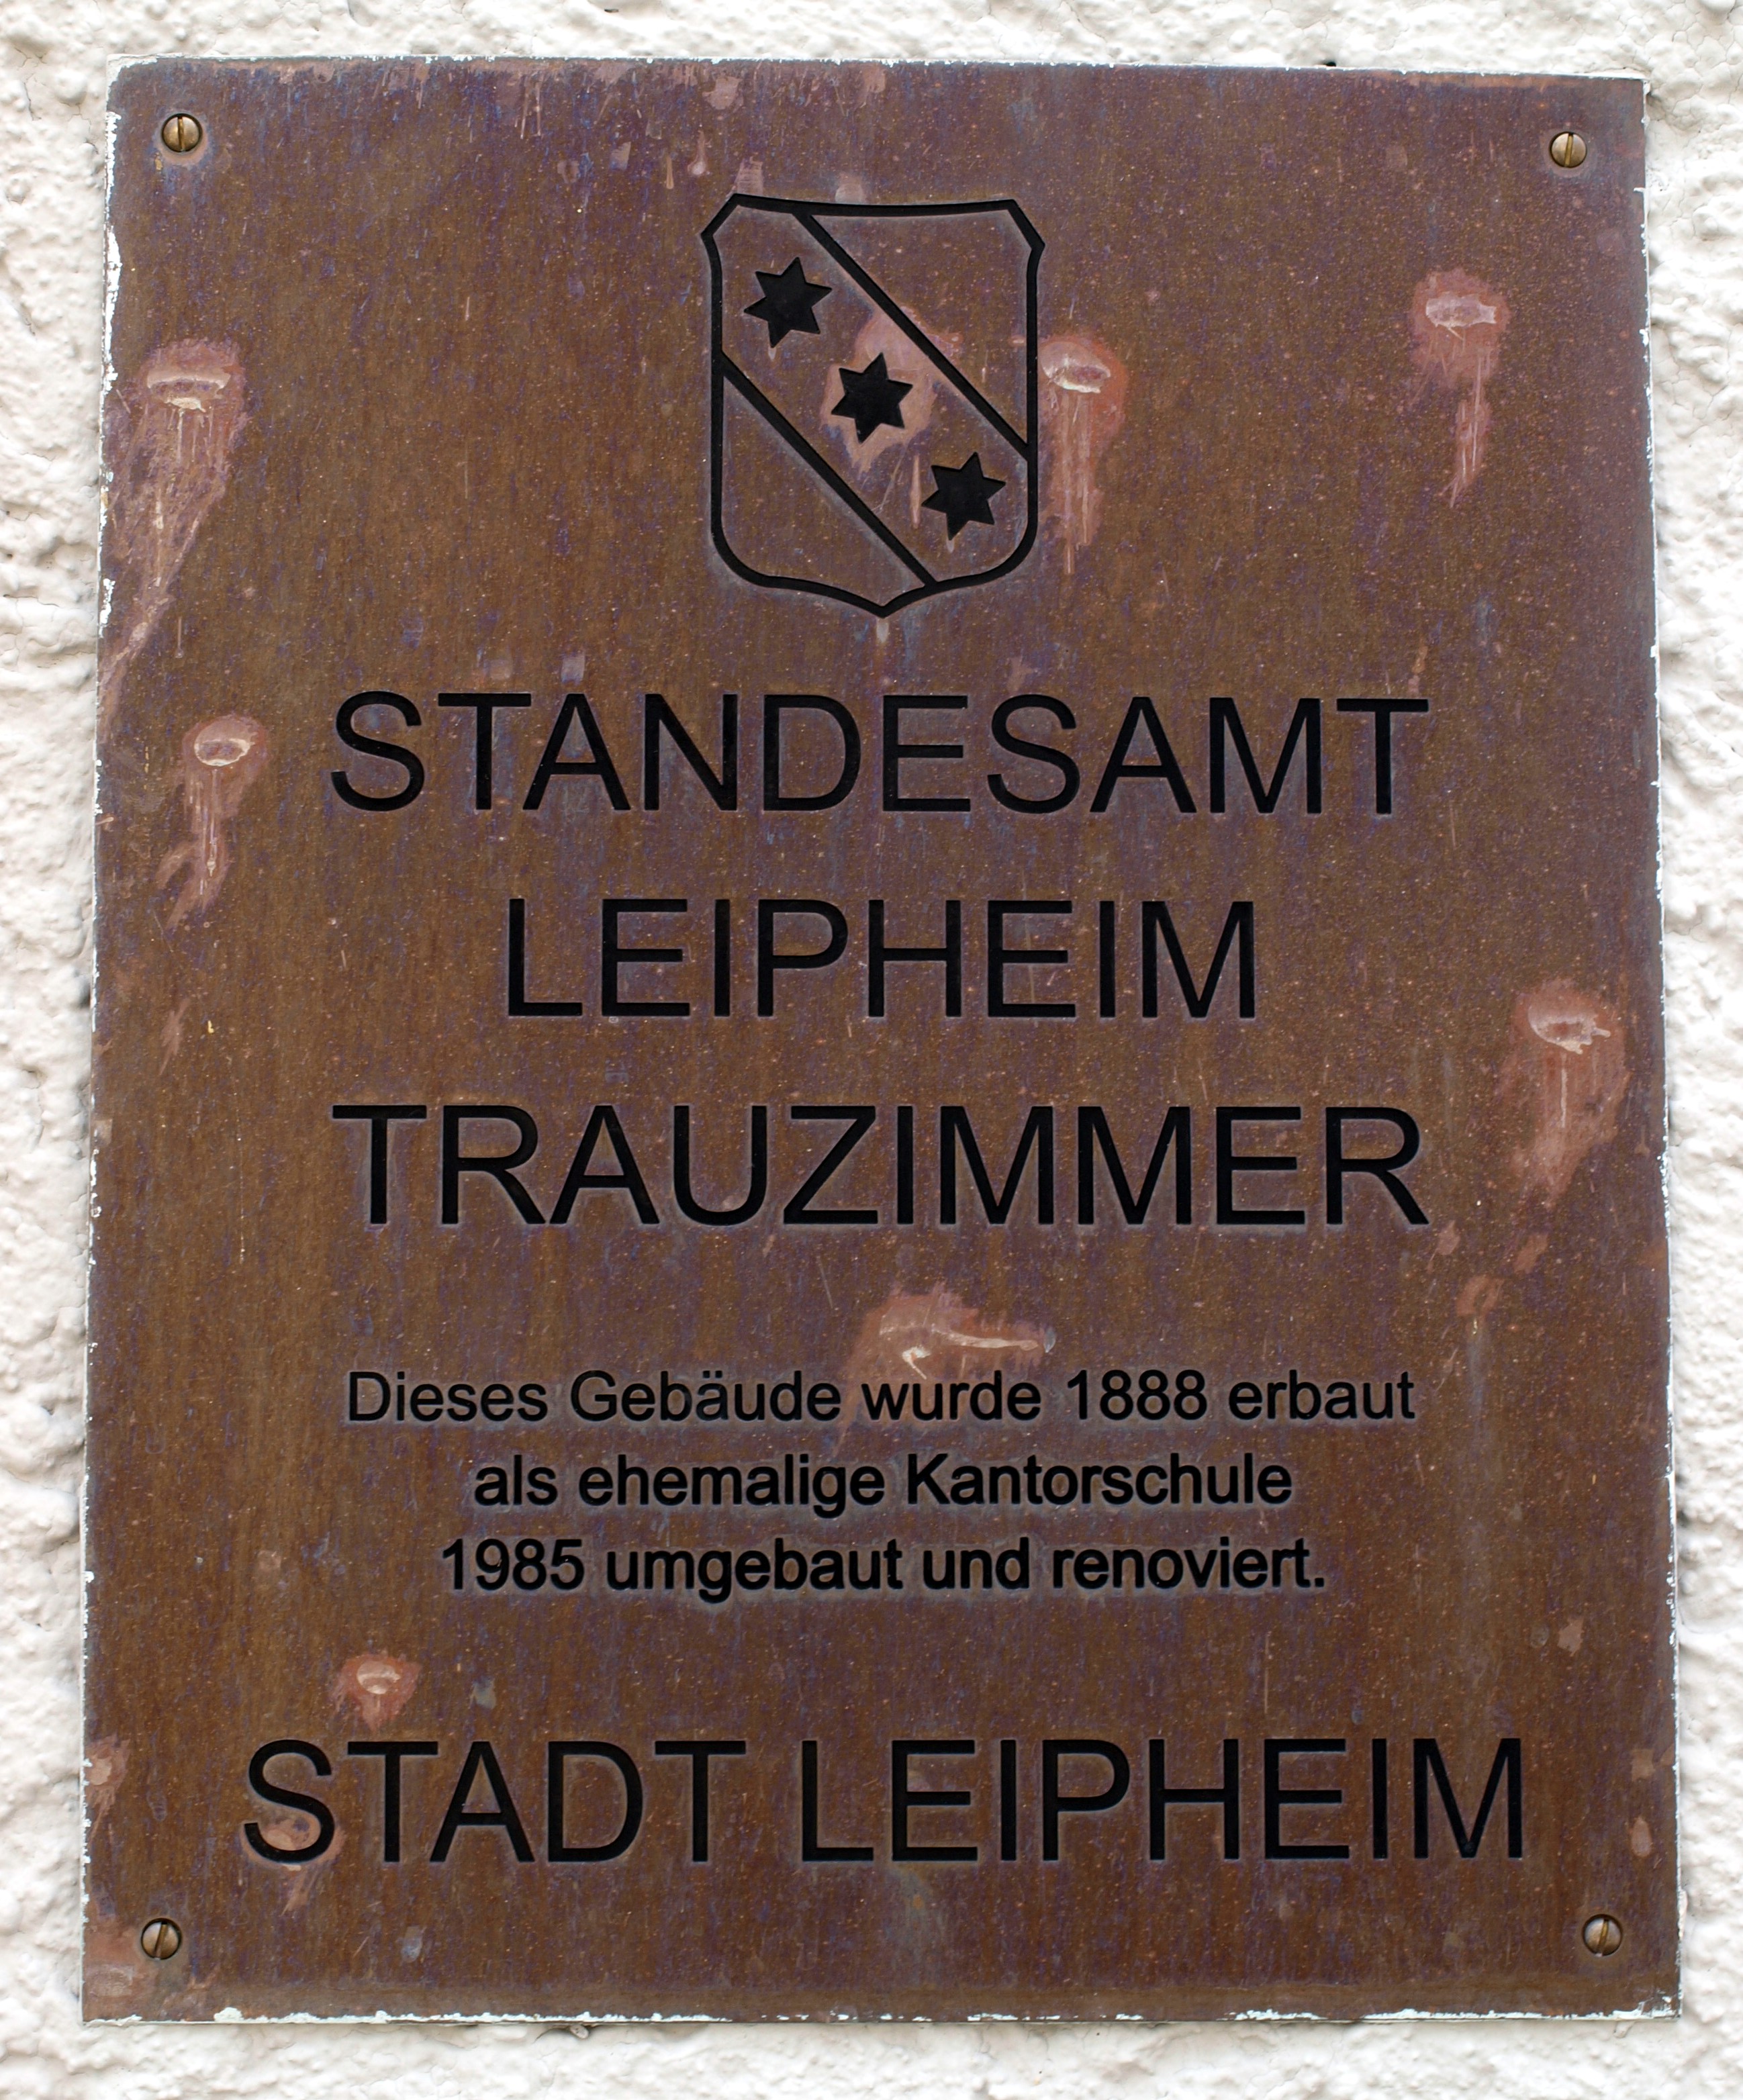 STANDESAMT
LEIPHEIM
TRAUZIMMER
Dieses Gebäude wurde 1888 erbaut
als ehemalige Kantorschule
1985 umgebaut und renoviert.
STADT LEIPHEIM